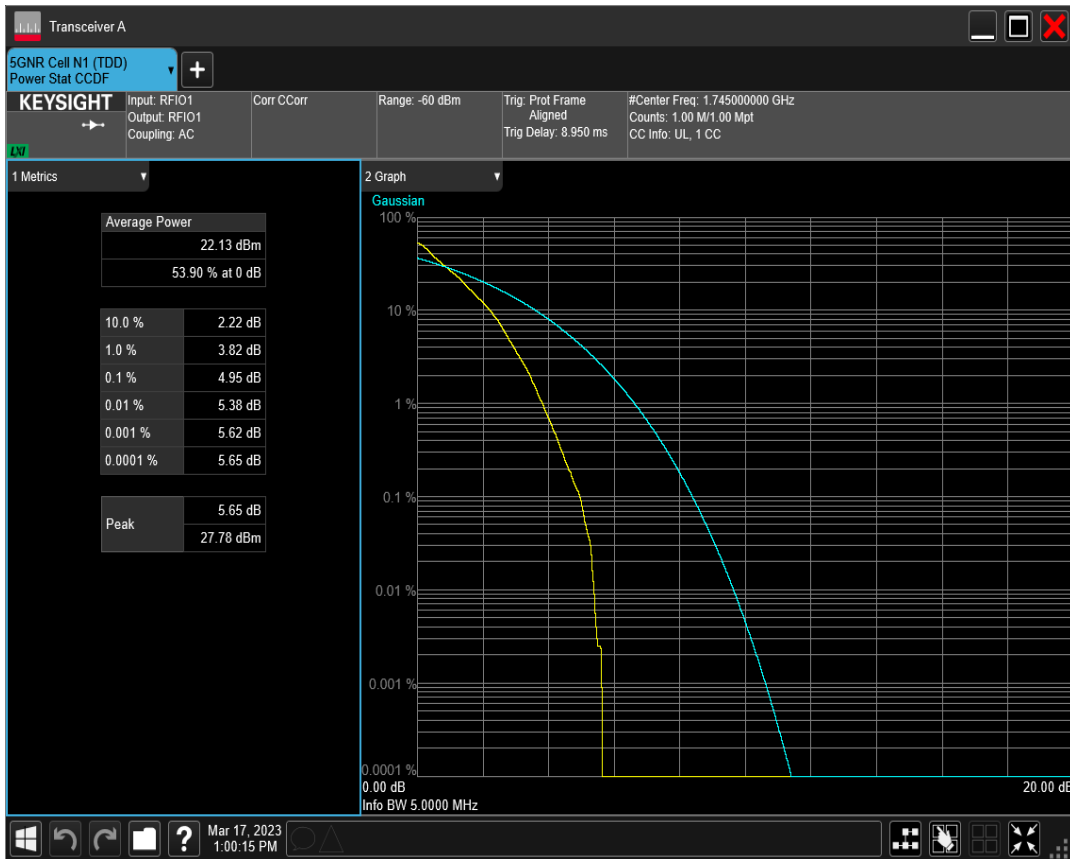 Transceiver A
5GNR Cell N1 (TDD)
Power Stat CCDF
+
KEYSIGHT
LXI
Input: RFIO1
Output: RFIO1
Coupling: AC
Corr CCorr
Range: -60 dBm
Trig: Prot Frame
Aligned
Trig Delay: 8.950 ms
#Center Freq: 1.745000000 GHz
Counts: 1.00 M/1.00 Mpt
CC Info: UL, 1 CC
1 Metrics
Average Power
22.13 dBm
53.90 % at 0 dB
10.0 % 2.22 dB
1.0 % 3.82 dB
0.1 % 4.95 dB
0.01 % 5.38 dB
0.001 % 5.62 dB
0.0001 % 5.65 dB
Peak 5.65 dB
27.78 dBm
2 Graph
Gaussian
100 %
10 %
1 %
0.1 %
0.01 %
0.001 %
0.0001 %
0.00 dB 20.00 dB
Info BW 5.0000 MHz
?
Mar 17, 2023
1:00:15 PM